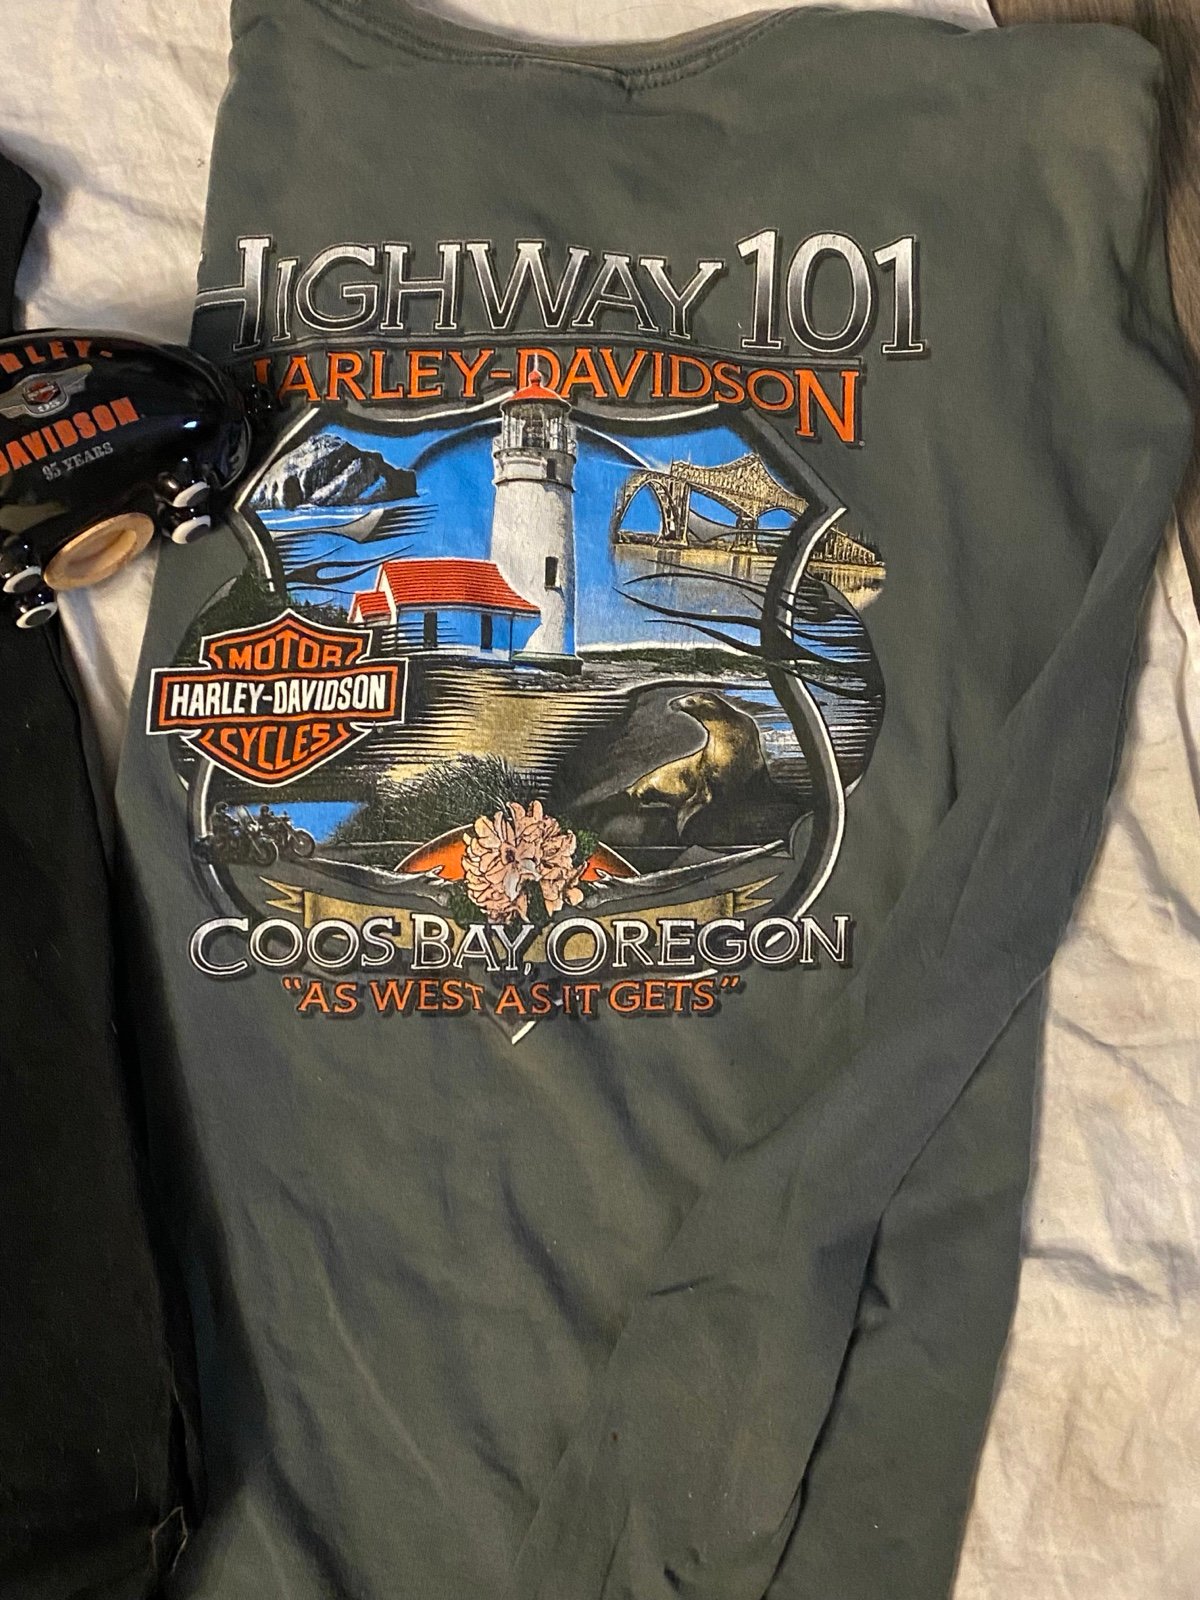 HIGHWAY 101
HARLEY-DAVIDSON
MOTOR
HARLEY-DAVIDSON
CYCLES
COOS BAY, OREGON
"AS WEST AS IT GETS"
DAVIDSON
95 YEARS